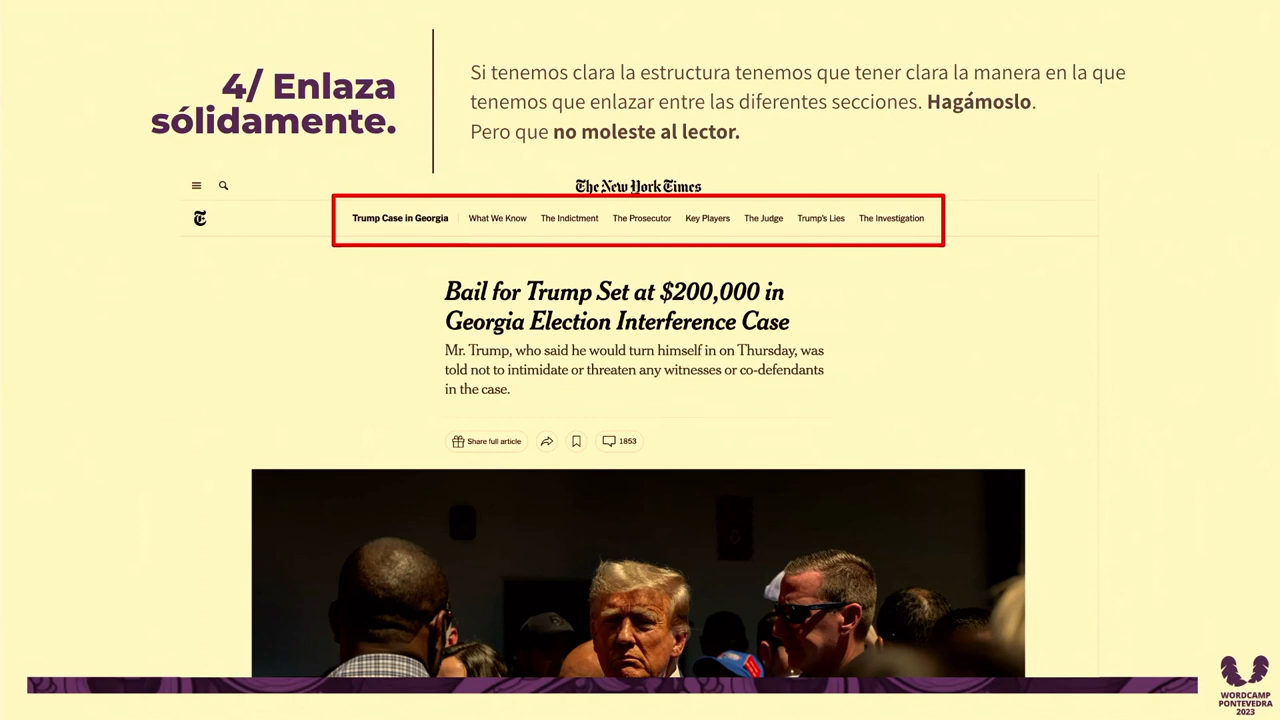 4/ Enlaza
sólidamente.
Si tenemos clara la estructura tenemos que tener clara la manera en la que
tenemos que enlazar entre las diferentes secciones. Hagámoslo.
Pero que no moleste al lector.
The New York Times
T
Trump Case in Georgia
What We Know
The Indictment
The Prosecutor
Key Players
The Judge
Trump's Lies
The Investigation
Bail for Trump Set at $200,000 in
Georgia Election Interference Case
Mr. Trump, who said he would turn himself in on Thursday, was
told not to intimidate or threaten any witnesses or co-defendants
in the case.
Share full article
1853
WORDCAMP
PONTEVEDRA
2023